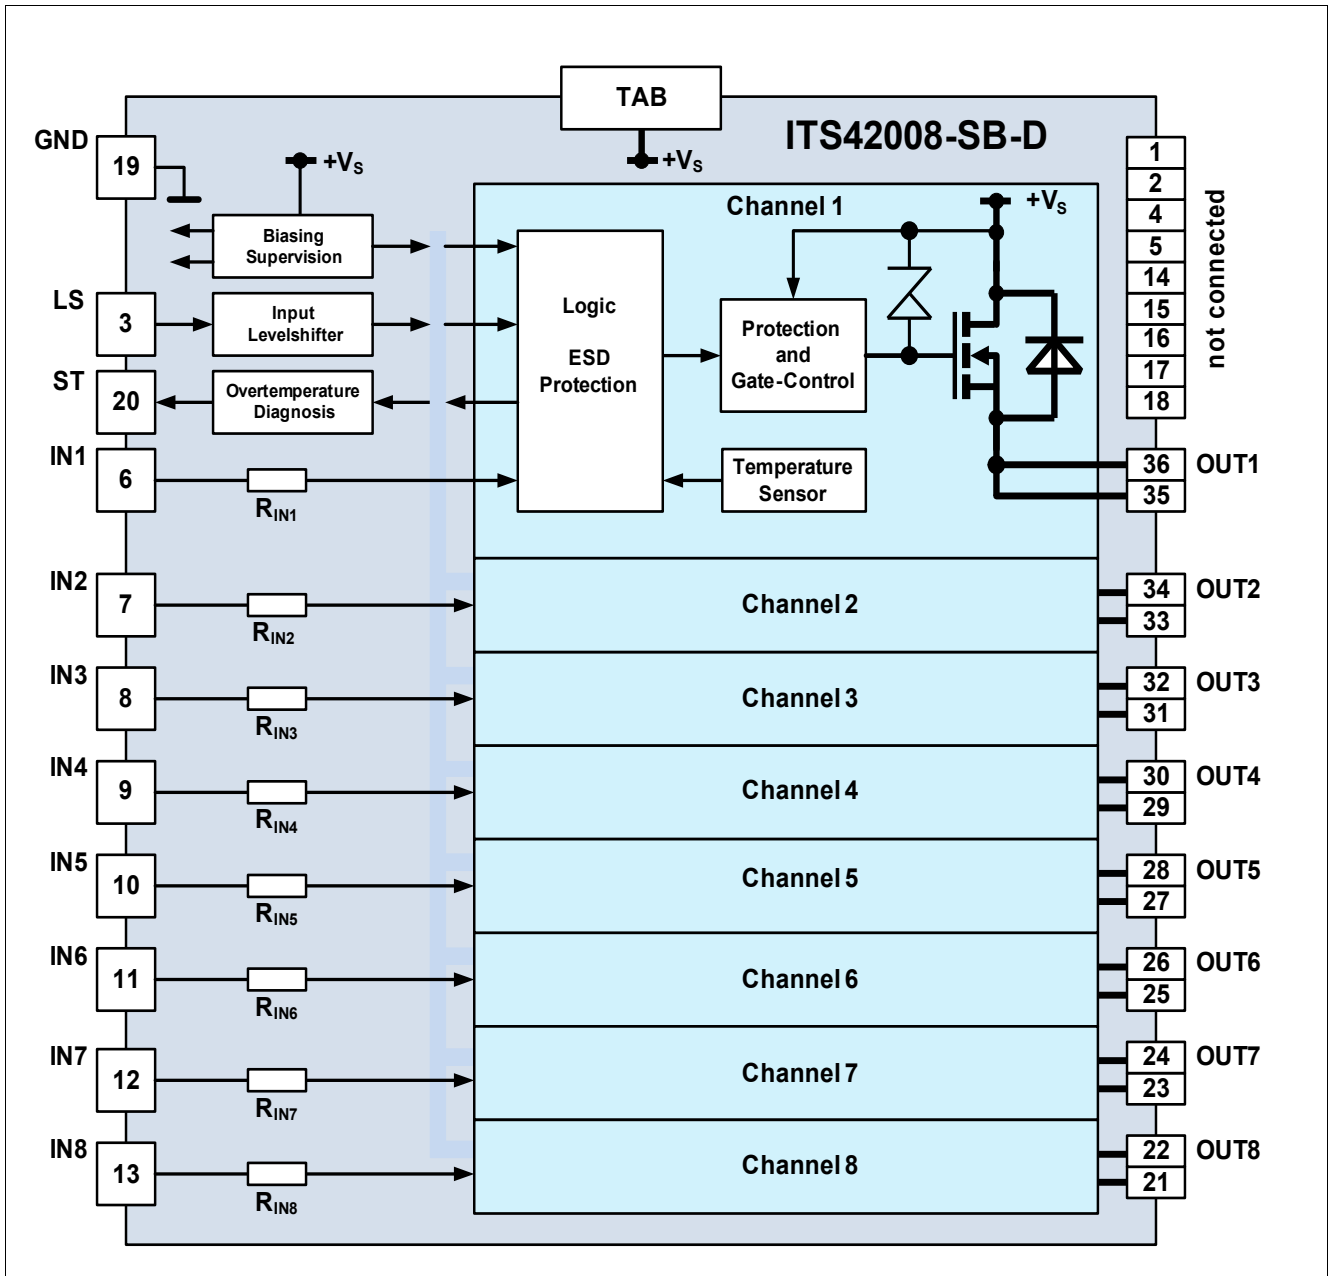 TAB
ITS42008-SB-D
GND
19
+VS
+VS
Channel 1
+VS
1
2
4
5
14
15
16
17
18
not connected
Biasing
Supervision
LS
3
Input
Levelshifter
Logic
ESD
Protection
Protection
and
Gate-Control
ST
20
Overtemperature
Diagnosis
IN1
6
RIN1
Temperature
Sensor
36
35
OUT1
IN2
7
RIN2
Channel 2
34
33
OUT2
IN3
8
RIN3
Channel 3
32
31
OUT3
IN4
9
RIN4
Channel 4
30
29
OUT4
IN5
10
RIN5
Channel 5
28
27
OUT5
IN6
11
RIN6
Channel 6
26
25
OUT6
IN7
12
RIN7
Channel 7
24
23
OUT7
IN8
13
RIN8
Channel 8
22
21
OUT8